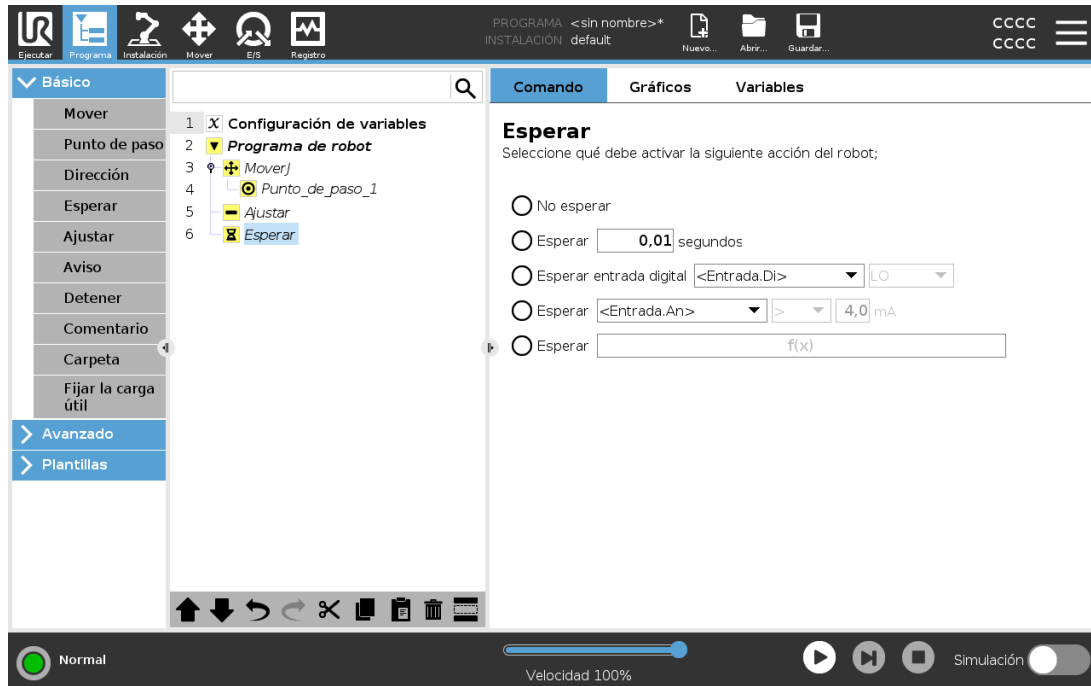 PROGRAMA <sin nombre>*
INSTALACIÓN default
CCCC
CCCC
Ejecutar Programa Instalación Mover E/S Registro Nuevo... Abrir... Guardar...
Básico
Mover
Punto de paso
Dirección
Esperar
Ajustar
Aviso
Detener
Comentario
Carpeta
Fijar la carga
útil
Avanzado
Plantillas
1 X Configuración de variables
2 Programa de robot
3 MoverJ
4 Punto_de_paso_1
5 Ajustar
6 Esperar
Comando Gráficos Variables
Esperar
Seleccione qué debe activar la siguiente acción del robot;
No esperar
Esperar 0,01 segundos
Esperar entrada digital <Entrada.Di> LO
Esperar <Entrada.An> > 4,0 mA
Esperar f(x)
Normal
Velocidad 100%
Simulación